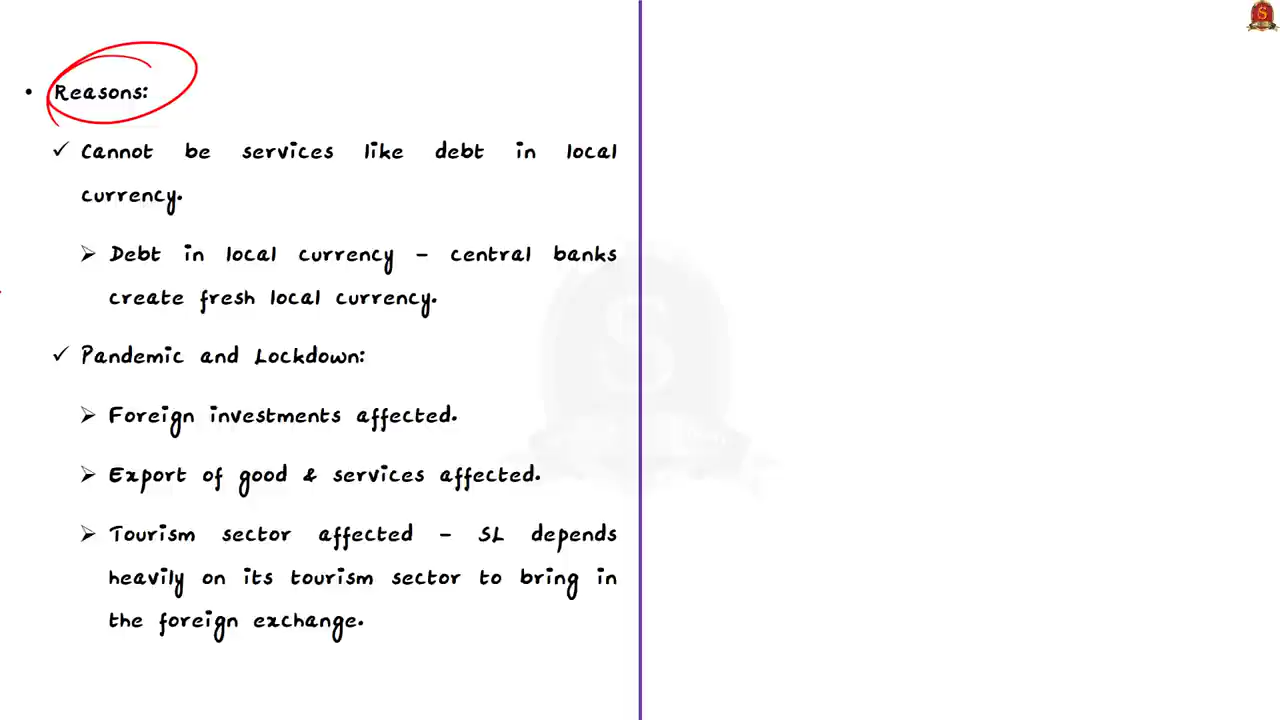 • Reasons:
✓ Cannot be services like debt in local
currency.
➢ Debt in local currency – central banks
create fresh local currency.
✓ Pandemic and Lockdown:
➢ Foreign investments affected.
➢ Export of good & services affected.
➢ Tourism sector affected – SL depends
heavily on its tourism sector to bring in
the foreign exchange.